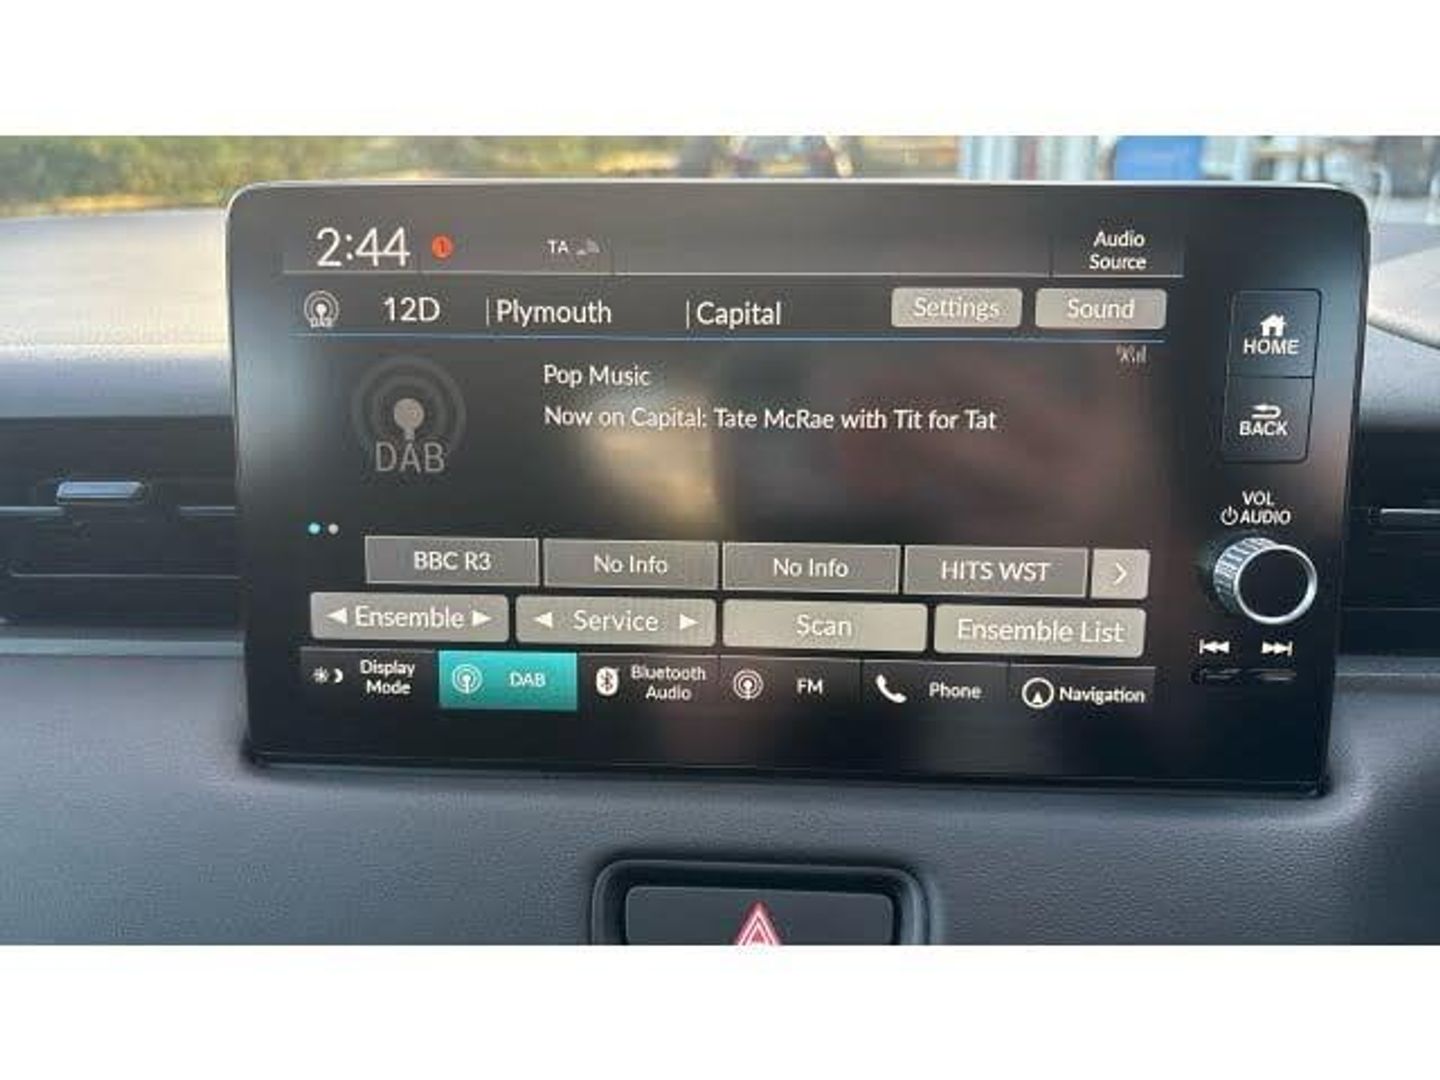 2:44
TA
Audio
Source
DAB
12D
Plymouth
Capital
Settings
Sound
HOME
Pop Music
Now on Capital: Tate McRae with Tit for Tat
DAB
BACK
VOL
AUDIO
BBC R3
No Info
No Info
HITS WST
Ensemble
Service
Scan
Ensemble List
Display
Mode
DAB
Bluetooth
Audio
FM
Phone
Navigation